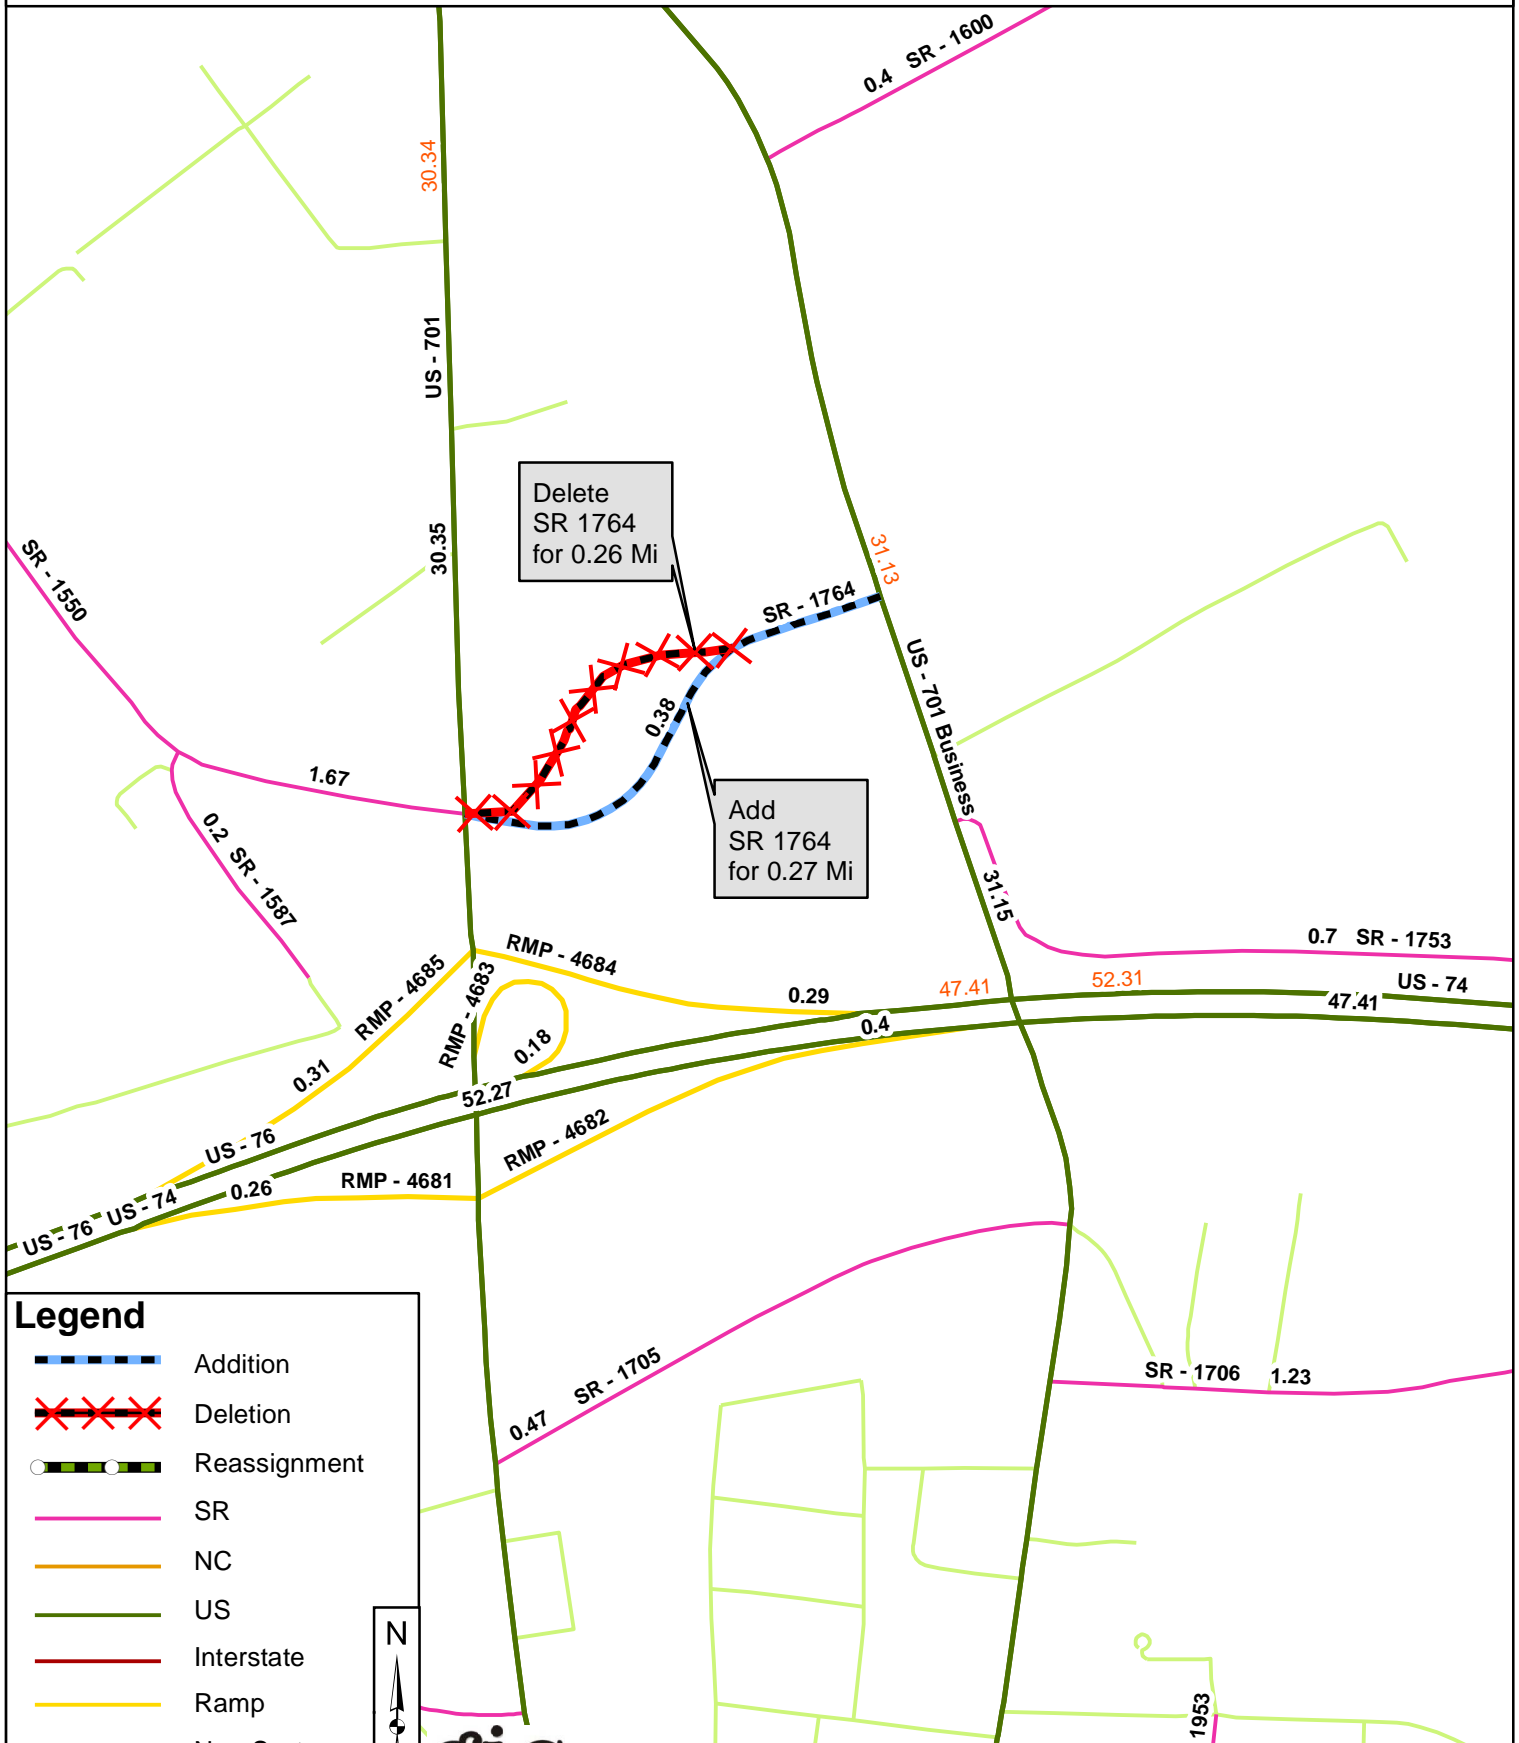 0.4 SR - 1600
30.34
US - 701
30.35
Delete
SR 1764
for 0.26 Mi
31.13
SR - 1764
SR - 1550
0.38
US - 701 Business
1.67
Add
SR 1764
for 0.27 Mi
0.2 SR - 1587
31.15
0.7 SR - 1753
RMP - 4685
RMP - 4683
RMP - 4684
0.29
47.41
52.31
US - 74
47.41
0.4
0.18
0.31
52.27
US - 76
RMP - 4682
0.26
RMP - 4681
US - 76 US - 74
Legend
Addition
Deletion
Reassignment
SR
NC
US
Interstate
Ramp
N
0.47 SR - 1705
SR - 1706 1.23
1953